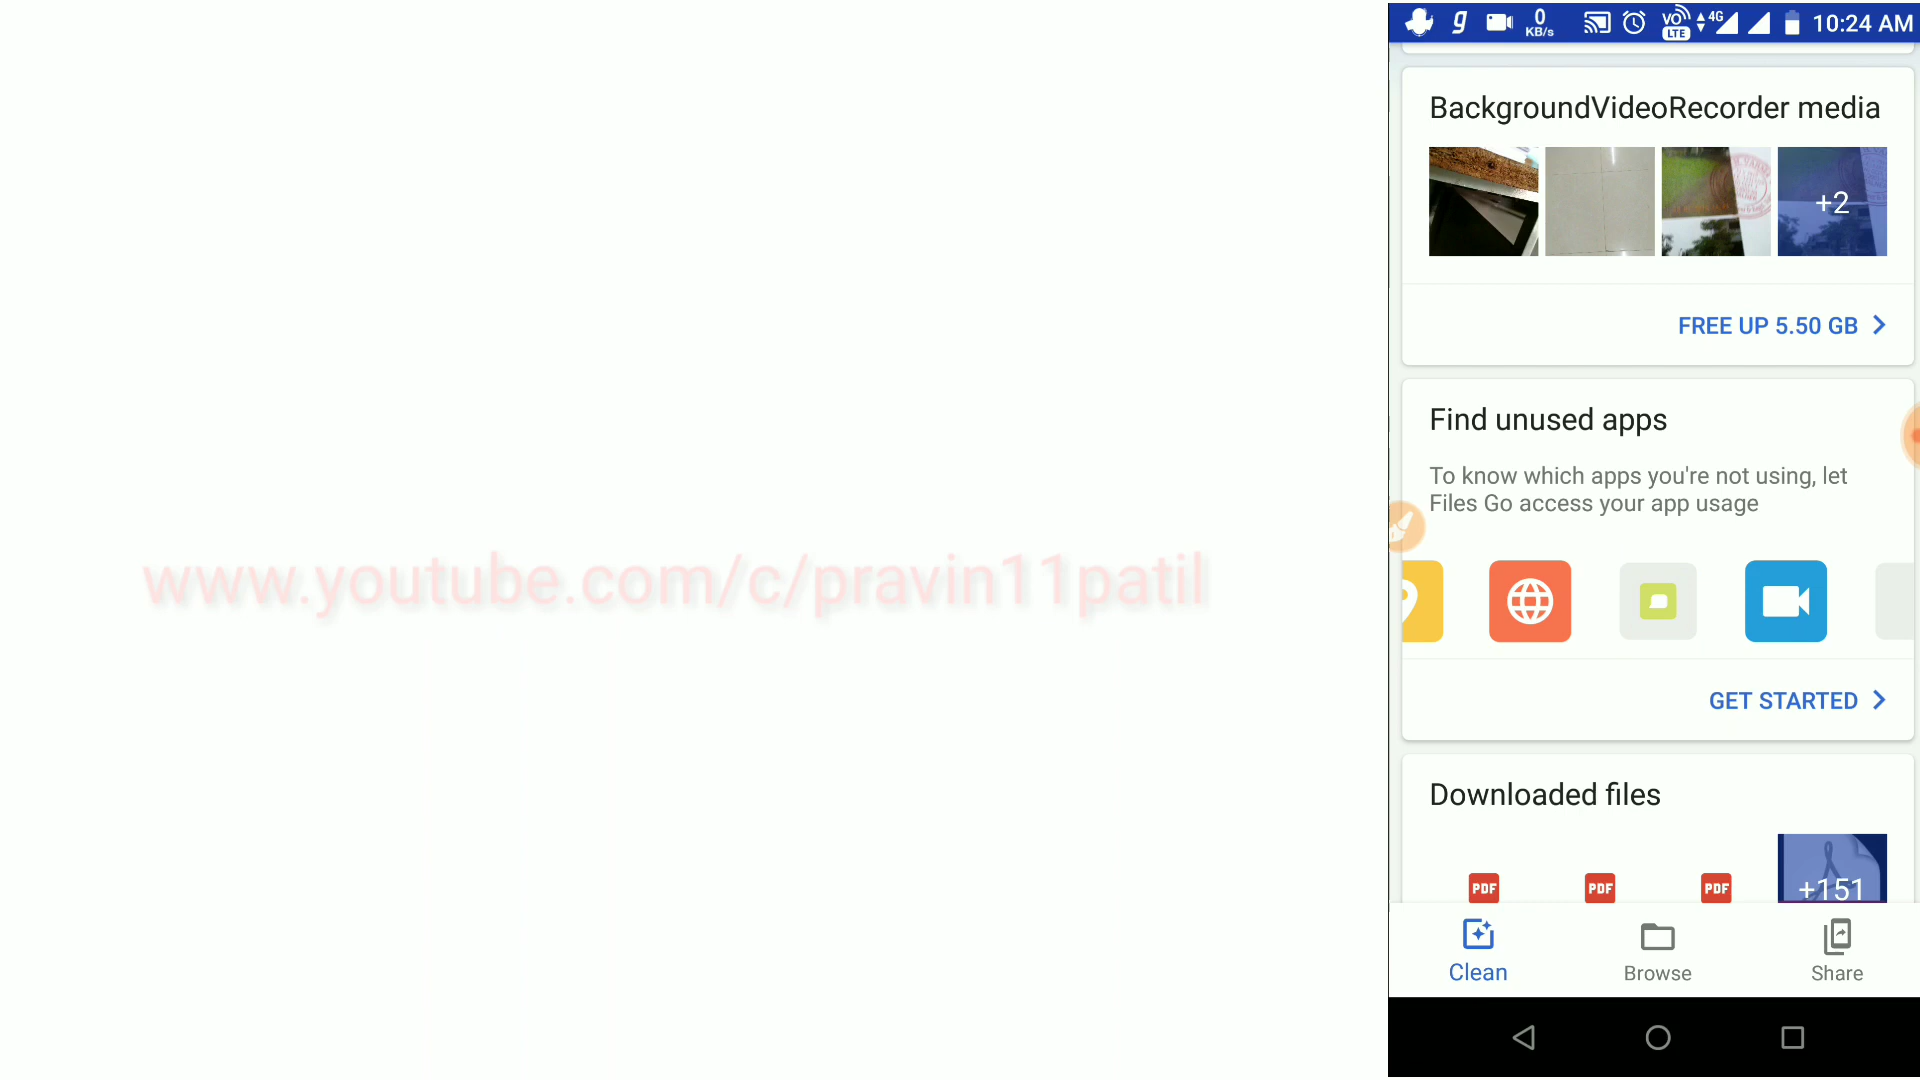 g 0 KB/s VO LTE 4G 10:24 AM
BackgroundVideoRecorder media
+2
FREE UP 5.50 GB
Find unused apps
To know which apps you're not using, let
Files Go access your app usage
www.youtube.com/c/pravin11patil
GET STARTED
Downloaded files
PDF PDF PDF +151
Clean Browse Share